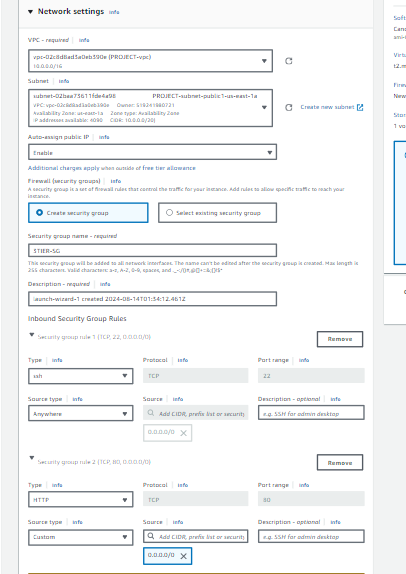 Network settings Info
VPC - required Info
vpc-02c8d8ad3a0eb390e (PROJECT-vpc)
10.0.0.0/16
Subnet Info
subnet-02baa73611fde4a98 PROJECT-subnet-public1-us-east-1a
VPC: vpc-02c8d8ad3a0eb390e Owner: 519241988721
Availability Zone: us-east-1a Zone type: Availability Zone
IP addresses available: 4090 CIDR: 10.0.0.0/20)
Create new subnet
Auto-assign public IP Info
Enable
Additional charges apply when outside of free tier allowance
Firewall (security groups) Info
A security group is a set of firewall rules that control the traffic for your instance. Add rules to allow specific traffic to reach your
instance.
Create security group
Select existing security group
Security group name - required
3TIER-SG
This security group will be added to all network interfaces. The name can't be edited after the security group is created. Max length is
255 characters. Valid characters: a-z, A-Z, 0-9, spaces, and
Description - required Info
launch-wizard-1 created 2024-08-14T01:54:12.461Z
Inbound Security Group Rules
Security group rule 1 (TCP, 22, 0.0.0.0/0)
Remove
Type Info
Protocol Info
Port range Info
ssh
TCP
22
Source type Info
Source Info
Description - optional Info
Anywhere
Add CIDR, prefix list or security
e.g. SSH for admin desktop
0.0.0.0/0
Security group rule 2 (TCP, 80, 0.0.0.0/0)
Remove
Type Info
Protocol Info
Port range Info
HTTP
TCP
80
Source type Info
Source Info
Description - optional Info
Custom
Add CIDR, prefix list or security
e.g. SSH for admin desktop
0.0.0.0/0
Soft
Cano
Virtu
t2.m
Firew
New
Stora
1 vo